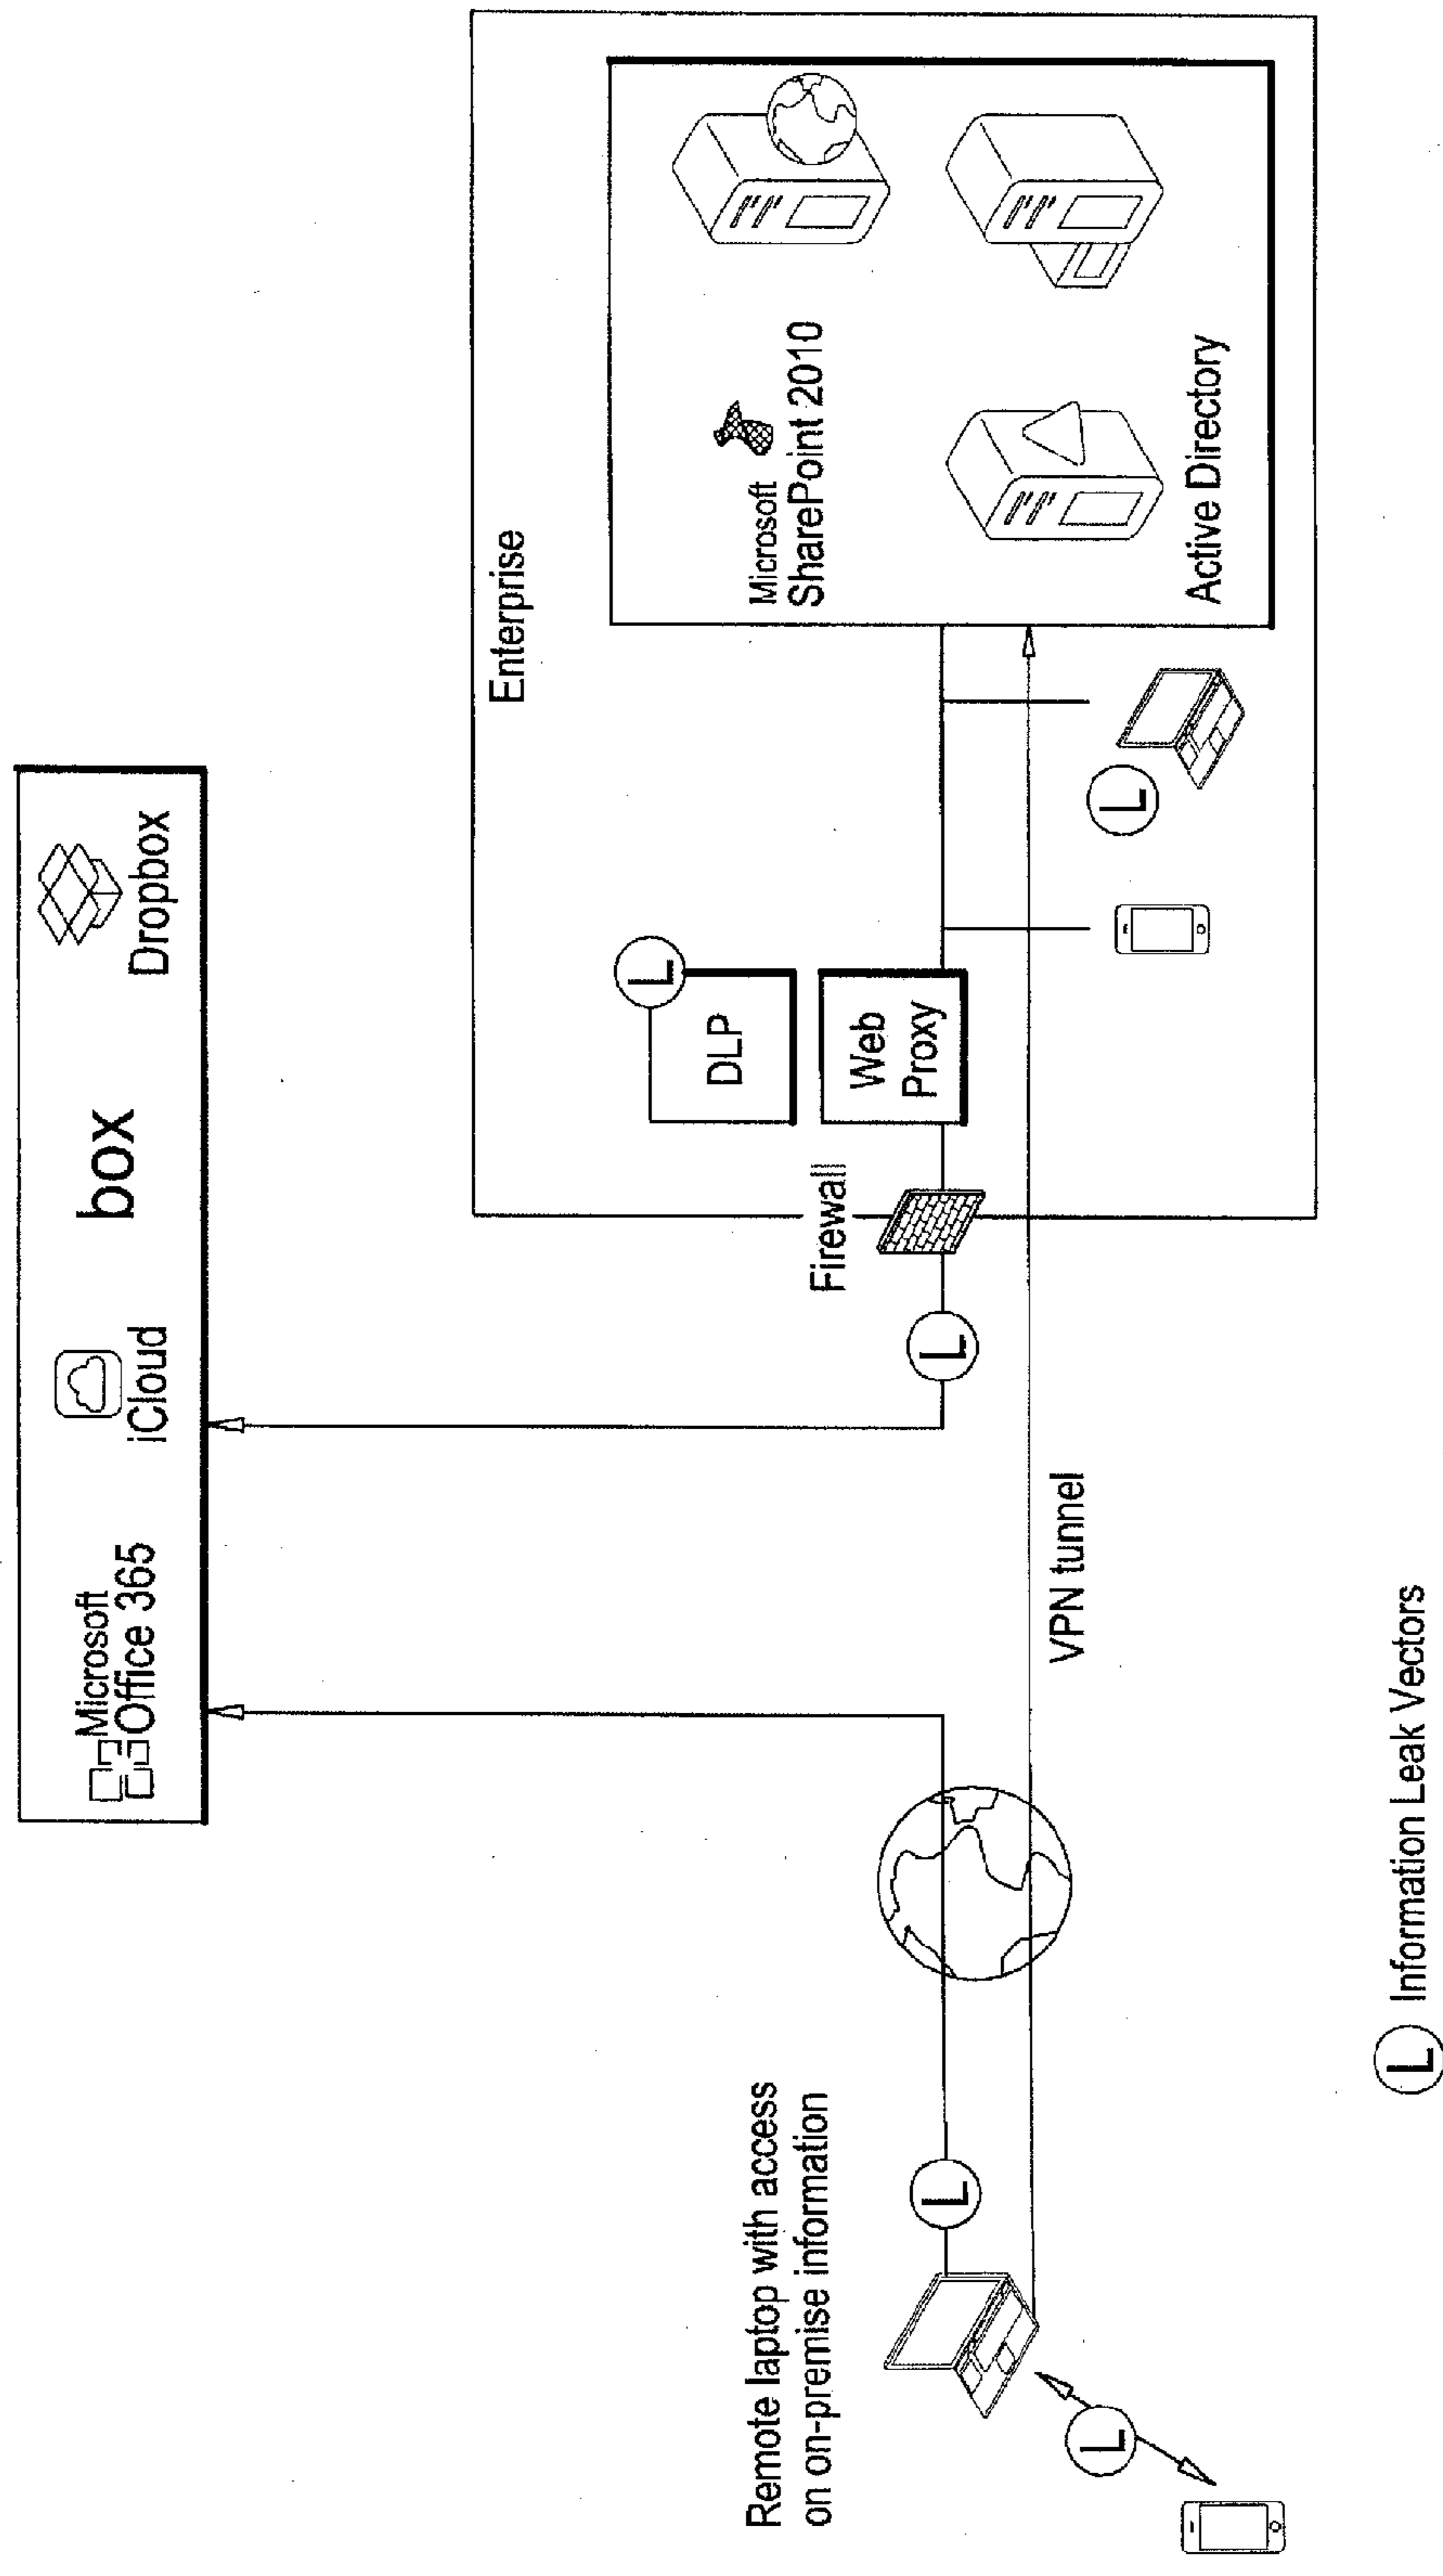 Microsoft
Office 365
iCloud
box
Dropbox
Enterprise
DLP
L
Web
Proxy
Firewall
L
Microsoft
SharePoint 2010
Active Directory
L
Remote laptop with access
on on-premise information
L
L
VPN tunnel
L Information Leak Vectors